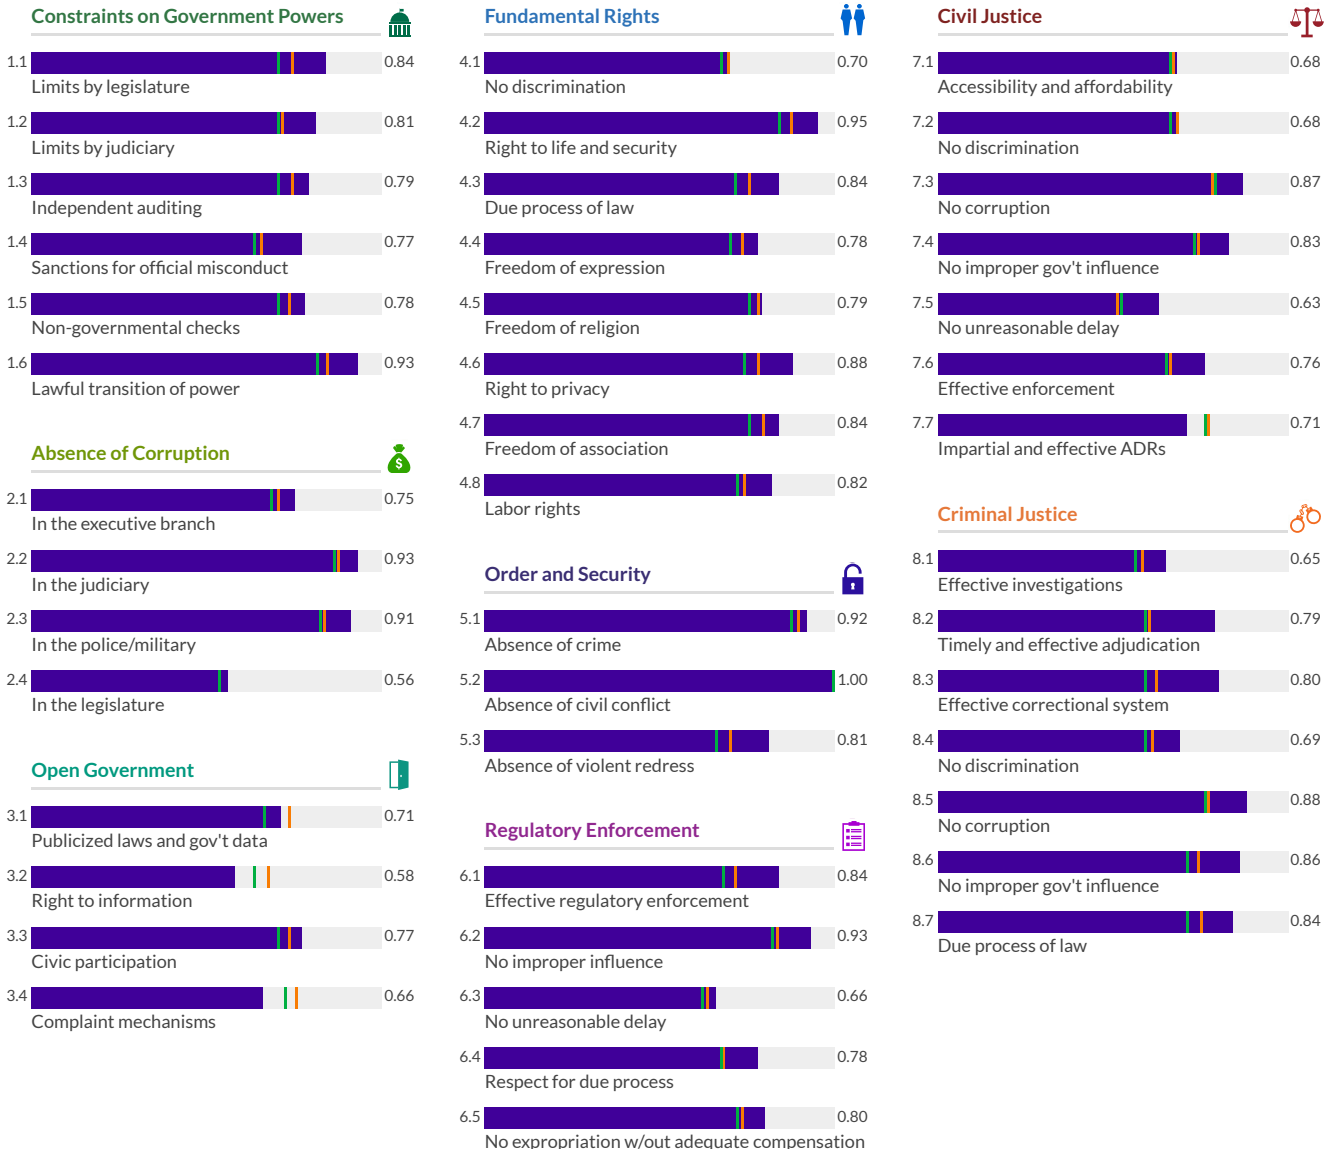 Constraints on Government Powers
1.1 0.84
Limits by legislature
1.2 0.81
Limits by judiciary
1.3 0.79
Independent auditing
1.4 0.77
Sanctions for official misconduct
1.5 0.78
Non-governmental checks
1.6 0.93
Lawful transition of power
Absence of Corruption
$
2.1 0.75
In the executive branch
2.2 0.93
In the judiciary
2.3 0.91
In the police/military
2.4 0.56
In the legislature
Open Government
3.1 0.71
Publicized laws and gov't data
3.2 0.58
Right to information
3.3 0.77
Civic participation
3.4 0.66
Complaint mechanisms
Fundamental Rights
4.1 0.70
No discrimination
4.2 0.95
Right to life and security
4.3 0.84
Due process of law
4.4 0.78
Freedom of expression
4.5 0.79
Freedom of religion
4.6 0.88
Right to privacy
4.7 0.84
Freedom of association
4.8 0.82
Labor rights
Order and Security
5.1 0.92
Absence of crime
5.2 1.00
Absence of civil conflict
5.3 0.81
Absence of violent redress
Regulatory Enforcement
6.1 0.84
Effective regulatory enforcement
6.2 0.93
No improper influence
6.3 0.66
No unreasonable delay
6.4 0.78
Respect for due process
6.5 0.80
No expropriation w/out adequate compensation
Civil Justice
7.1 0.68
Accessibility and affordability
7.2 0.68
No discrimination
7.3 0.87
No corruption
7.4 0.83
No improper gov't influence
7.5 0.63
No unreasonable delay
7.6 0.76
Effective enforcement
7.7 0.71
Impartial and effective ADRs
Criminal Justice
8.1 0.65
Effective investigations
8.2 0.79
Timely and effective adjudication
8.3 0.80
Effective correctional system
8.4 0.69
No discrimination
8.5 0.88
No corruption
8.6 0.86
No improper gov't influence
8.7 0.84
Due process of law